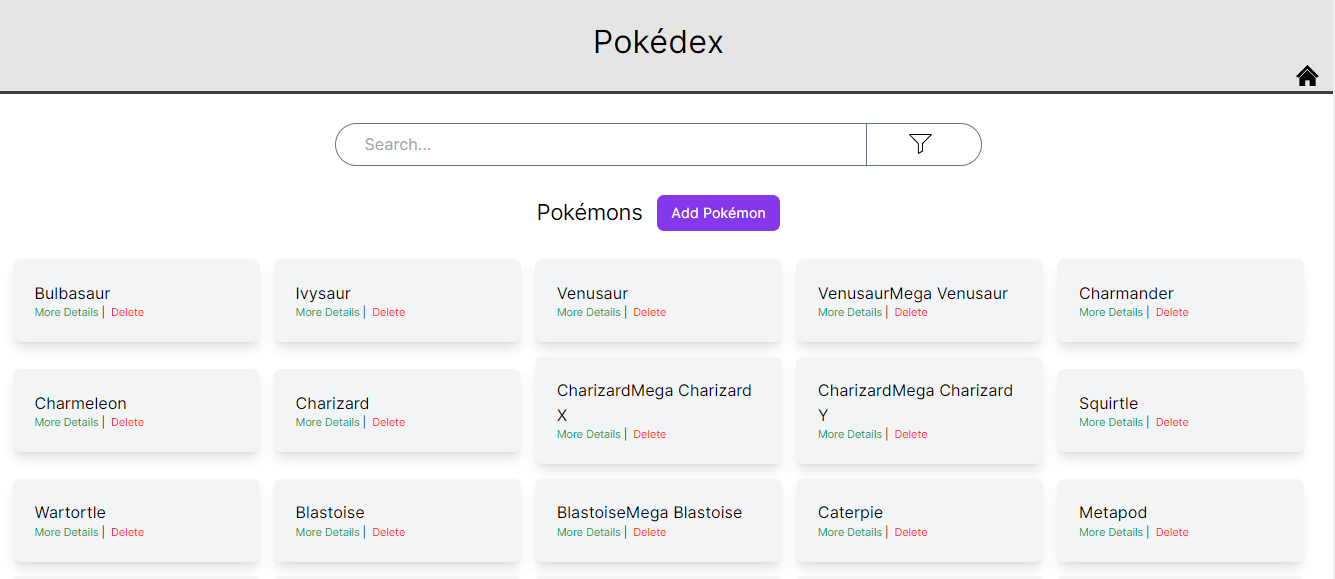 Pokédex
Search...
Pokémons
Add Pokémon
Bulbasaur
More Details | Delete
Ivysaur
More Details | Delete
Venusaur
More Details | Delete
VenusaurMega Venusaur
More Details | Delete
Charmander
More Details | Delete
Charmeleon
More Details | Delete
Charizard
More Details | Delete
CharizardMega Charizard
X
More Details | Delete
CharizardMega Charizard
Y
More Details | Delete
Squirtle
More Details | Delete
Wartortle
More Details | Delete
Blastoise
More Details | Delete
BlastoiseMega Blastoise
More Details | Delete
Caterpie
More Details | Delete
Metapod
More Details | Delete